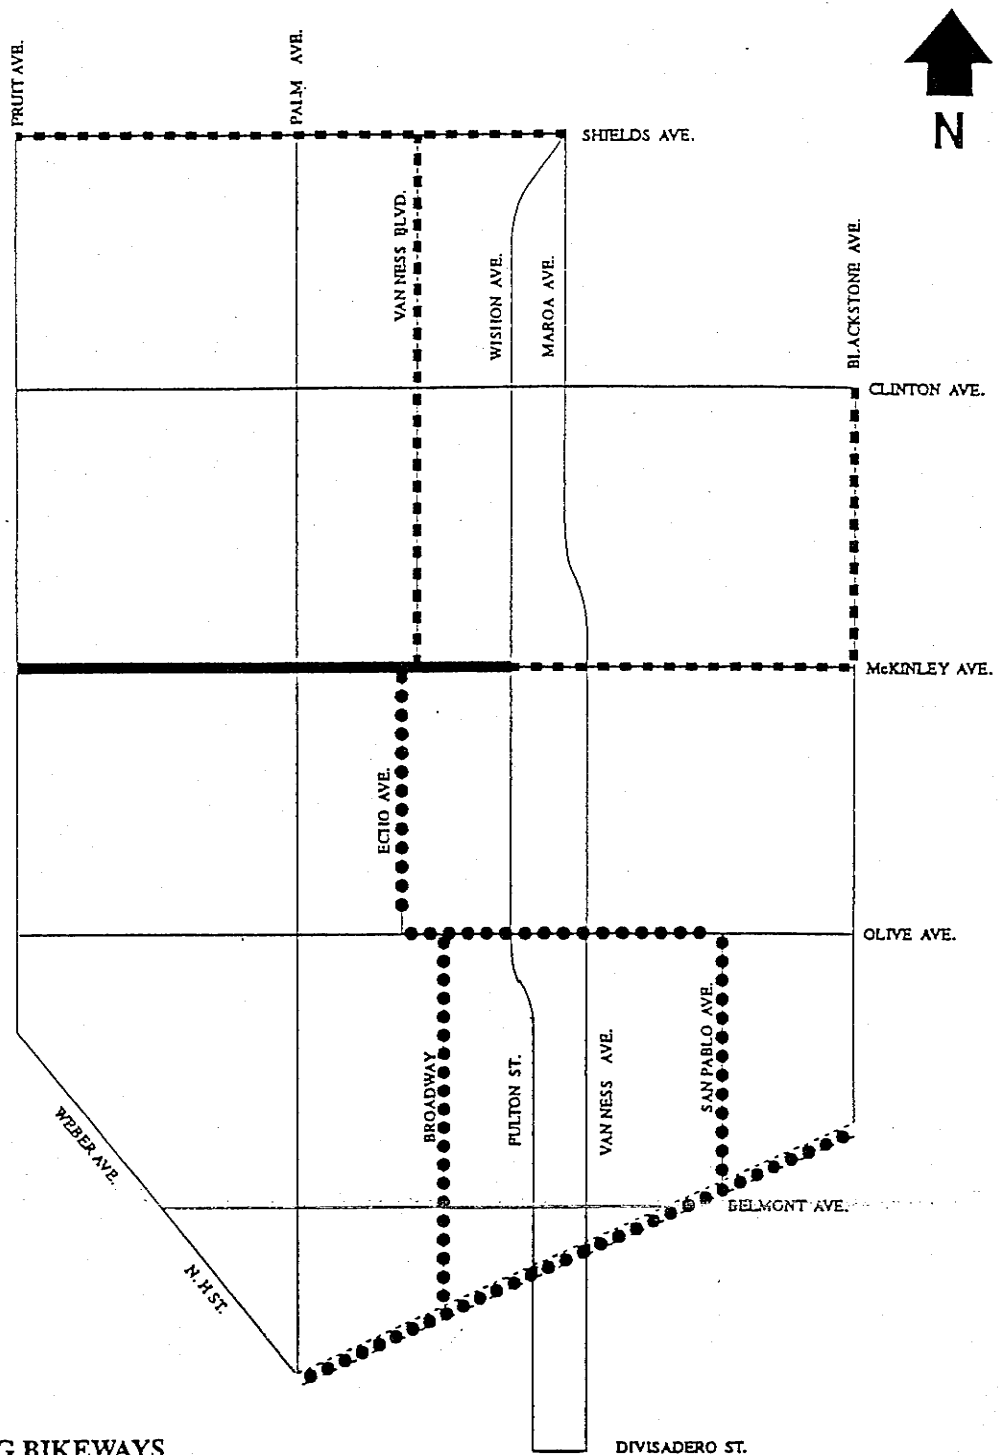 FRUIT AVE.
PALM AVE.
N
SHIELDS AVE.
VAN NESS BLVD.
WISHON AVE.
MAROA AVE.
BLACKSTONE AVE.
CLINTON AVE.
McKINLEY AVE.
ECHO AVE.
OLIVE AVE.
BROADWAY
FULTON ST.
VAN NESS AVE.
SAN PABLO AVE.
WEBER AVE.
BELMONT AVE.
N. H ST.
G BIKEWAYS
DIVISADERO ST.